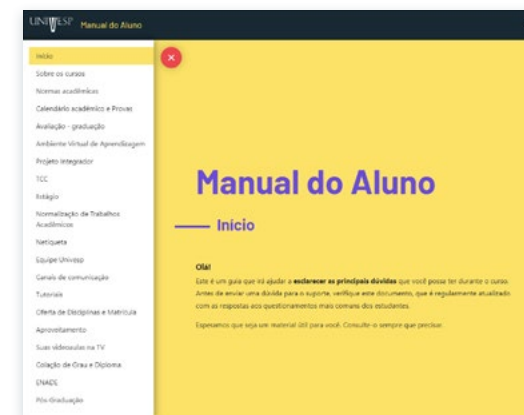 UNIVESP Manual do Aluno
Início
Sobre os cursos
Normas acadêmicas
Calendário acadêmico e Provas
Avaliação - graduação
Ambiente Virtual de Aprendizagem
Projeto Integrador
TCC
Estágio
Normalização de Trabalhos
Acadêmicos
Netiqueta
Equipe Univesp
Canais de comunicação
Tutoriais
Oferta de Disciplinas e Matrícula
Aproveitamento
Suas videoaulas na TV
Colação de Grau e Diploma
ENADE
Pós-Graduação
Manual do Aluno
Início
Olá!
Este é um guia que irá ajudar a esclarecer as principais dúvidas que você possa ter durante o curso.
Antes de enviar uma dúvida para o suporte, verifique este documento, que é regularmente atualizado
com as respostas aos questionamentos mais comuns dos estudantes.
Esperamos que seja um material útil para você. Consulte-o sempre que precisar.